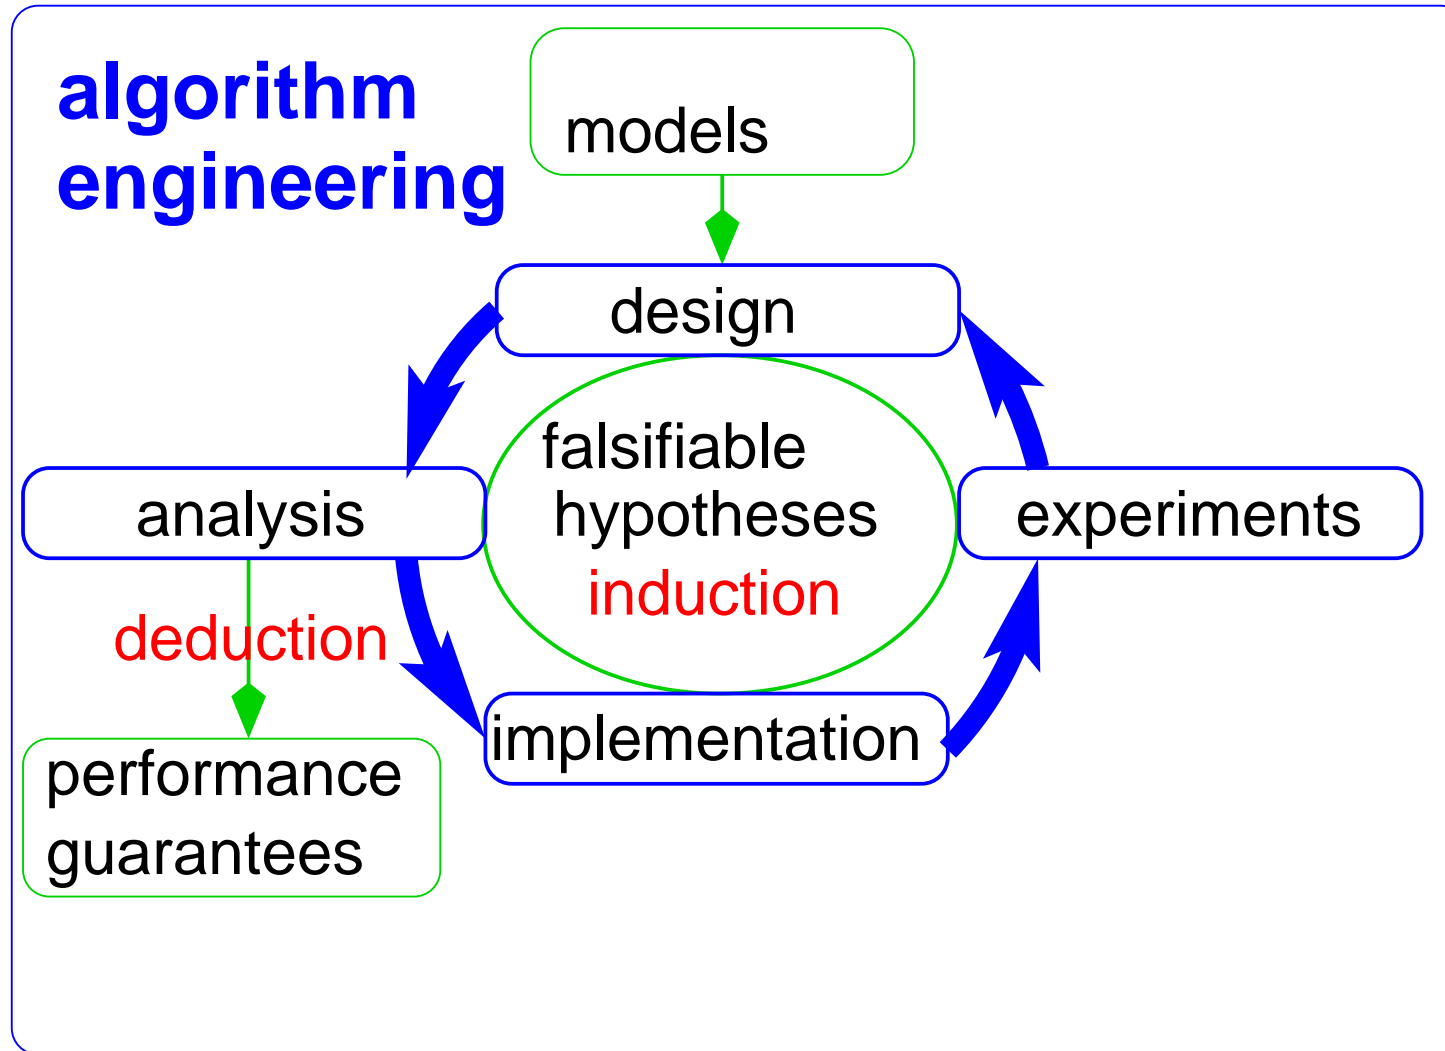 algorithm
engineering
models
design
falsifiable
hypotheses
induction
analysis
experiments
deduction
implementation
performance
guarantees